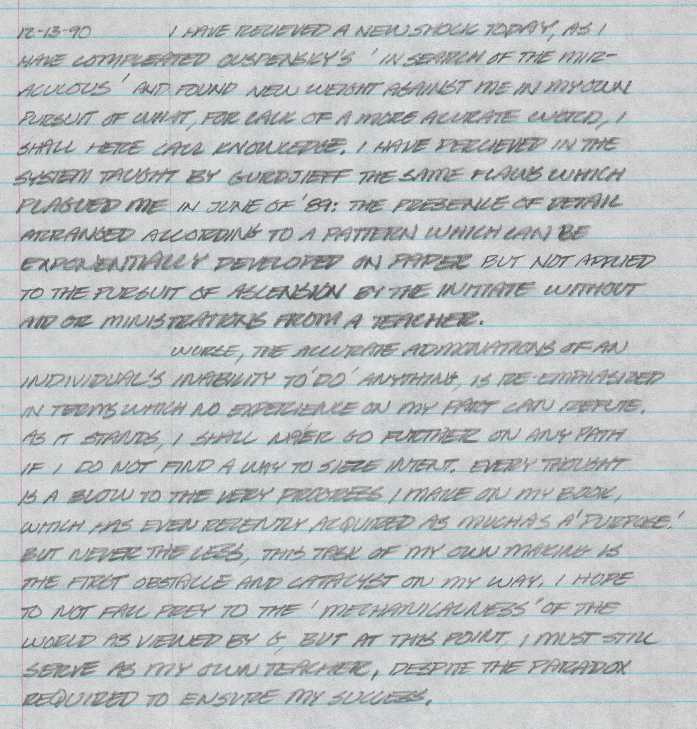 12-13-90 I HAVE RECIEVED A NEW SHOCK TODAY, AS I
HAVE COMPLEATED OUSPENSKY'S 'IN SEARCH OF THE MIR-
ACULOUS' AND FOUND NEW WEIGHT AGAINST ME IN MY OWN
PURSUIT OF WHAT, FOR LACK OF A MORE ACCURATE WORD, I
SHALL HERE CALL KNOWLEDGE. I HAVE PERCIEVED IN THE
SYSTEM TAUGHT BY GURDJIEFF THE SAME FLAWS WHICH
PLAGUED ME IN JUNE OF '89: THE PRESENCE OF DETAIL
ARRANGED ACCORDING TO A PATTERN WHICH CAN BE
EXPONENTIALLY DEVELOPED ON PAPER BUT NOT APPLIED
TO THE PURSUIT OF ASCENSION BY THE INITIATE WITHOUT
AID OR MINISTRATIONS FROM A TEACHER.
WORSE, THE ACCURATE ADMONATIONS OF AN
INDIVIDUAL'S INABILITY TO 'DO' ANYTHING, IS RE-EMPHASIZED
IN TERMS WHICH NO EXPERIENCE ON MY PART CAN REFUTE.
AS IT STANDS, I SHALL NE'ER GO FURTHER ON ANY PATH
IF I DO NOT FIND A WAY TO SIEZE INTENT. EVERY THOUGHT
IS A BLOW TO THE VERY PROGRESS I MAKE ON MY BOOK,
WHICH HAS EVEN RECENTLY ACQUIRED AS MUCH AS A 'PURPOSE.'
BUT NEVER THE LESS, THIS TASK OF MY OWN MAKING IS
THE FIRST OBSTACLE AND CATALYST ON MY WAY. I HOPE
TO NOT FALL PREY TO THE 'MECHANICALNESS' OF THE
WORLD AS VIEWED BY G, BUT AT THIS POINT, I MUST STILL
SERVE AS MY OWN TEACHER, DESPITE THE PARADOX
REQUIRED TO ENSURE MY SUCCESS.